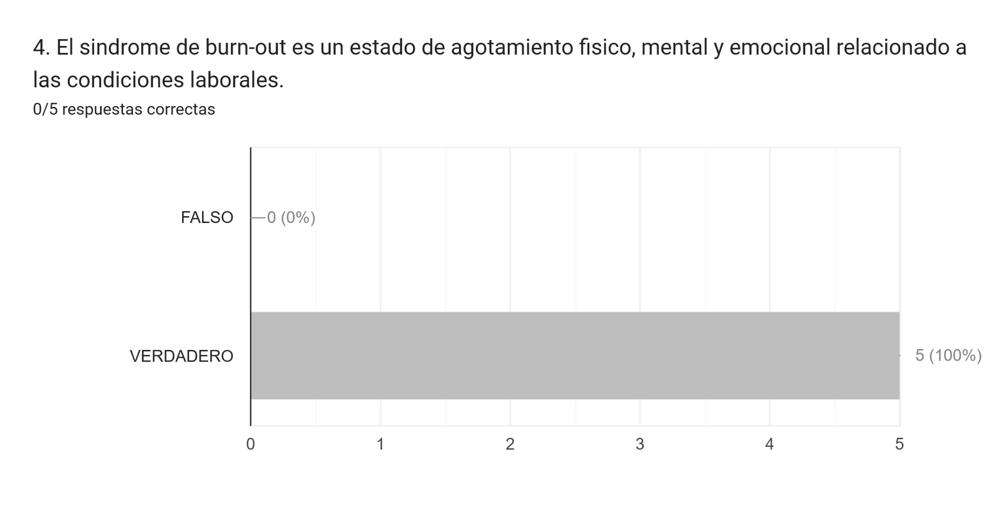 4. El sindrome de burn-out es un estado de agotamiento fisico, mental y emocional relacionado a
las condiciones laborales.
0/5 respuestas correctas
FALSO
0 (0%)
VERDADERO
5 (100%)
0 1 2 3 4 5